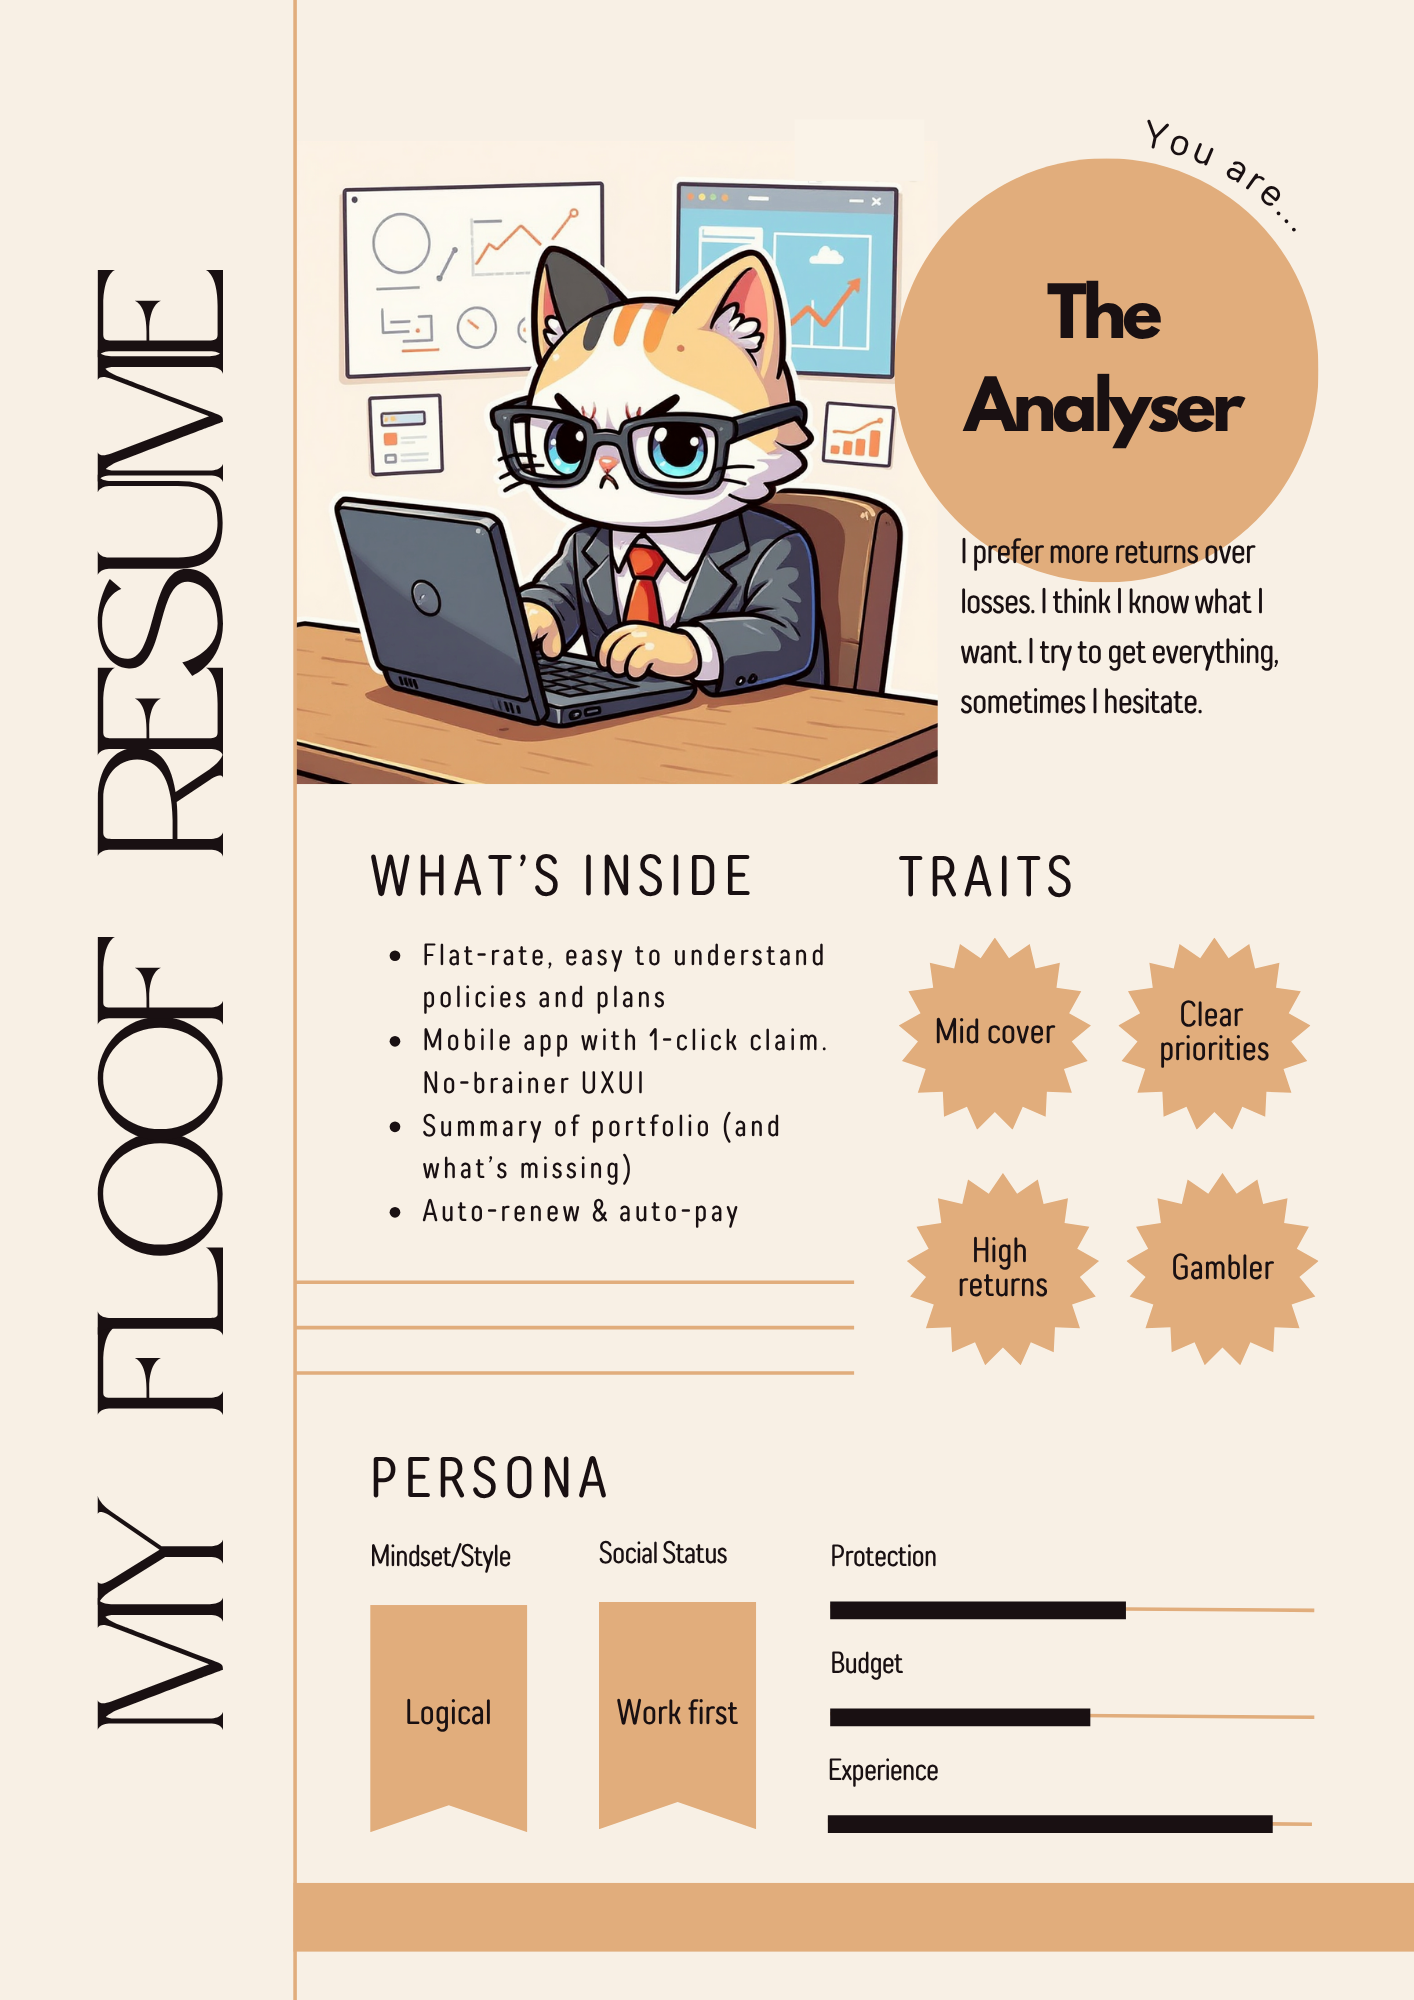 MY FLOOF RESUME
You are...
The
Analyser
I prefer more returns over
losses. I think I know what I
want. I try to get everything,
sometimes I hesitate.
WHAT'S INSIDE
• Flat-rate, easy to understand
policies and plans
• Mobile app with 1-click claim.
No-brainer UXUI
• Summary of portfolio (and
what's missing)
• Auto-renew & auto-pay
TRAITS
Mid cover
Clear
priorities
High
returns
Gambler
PERSONA
Mindset/Style
Logical
Social Status
Work first
Protection
Budget
Experience